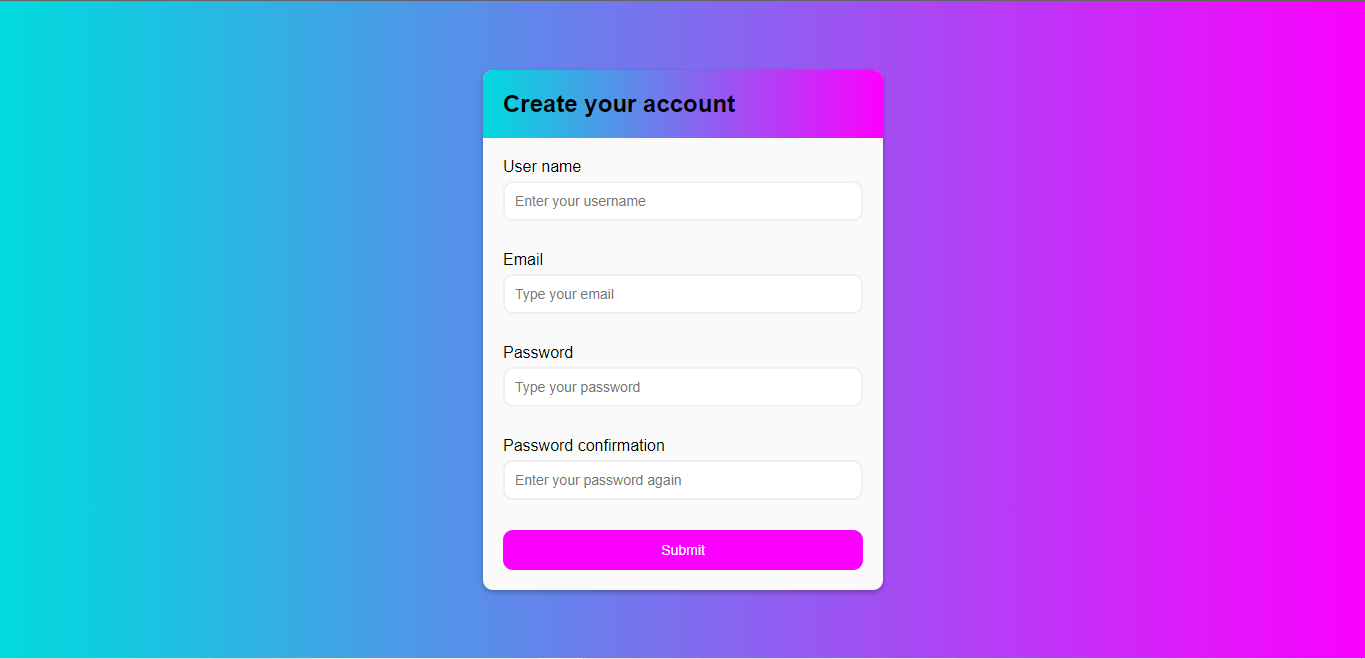 Create your account
User name
Enter your username
Email
Type your email
Password
Type your password
Password confirmation
Enter your password again
Submit